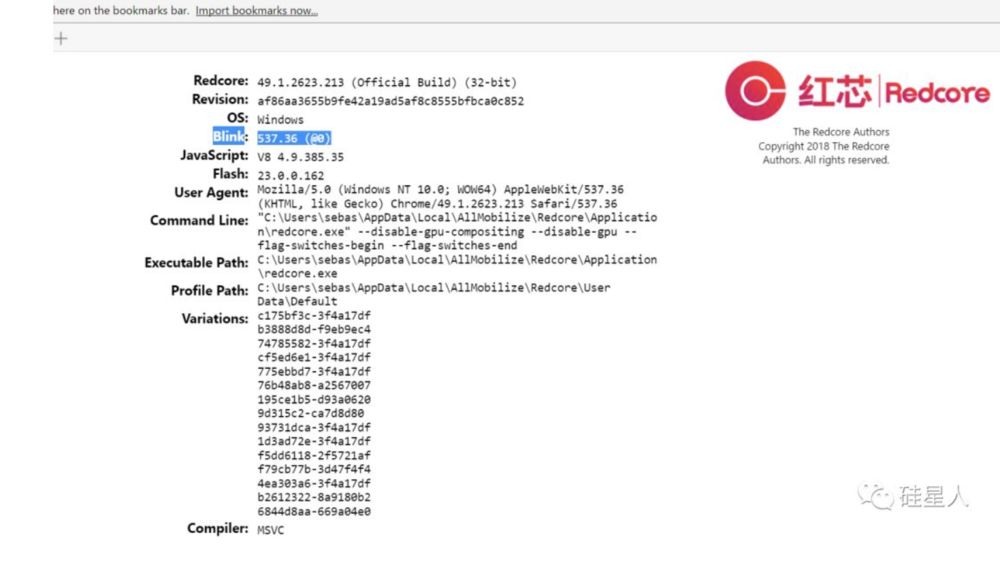 here on the bookmarks bar. Import bookmarks now...
红芯 Redcore
The Redcore Authors
Copyright 2018 The Redcore
Authors. All rights reserved.
Redcore: 49.1.2623.213 (Official Build) (32-bit)
Revision: af86aa3655b9fe42a19ad5af8c8555bfbca0c852
OS: Windows
Blink: 537.36 (@0)
JavaScript: V8 4.9.385.35
Flash: 23.0.0.162
User Agent: Mozilla/5.0 (Windows NT 10.0; WOW64) AppleWebKit/537.36
(KHTML, like Gecko) Chrome/49.1.2623.213 Safari/537.36
Command Line: "C:\Users\sebas\AppData\Local\AllMobilize\Redcore\Applicatio
n\redcore.exe" --disable-gpu-compositing --disable-gpu --
flag-switches-begin --flag-switches-end
Executable Path: C:\Users\sebas\AppData\Local\AllMobilize\Redcore\Application
\redcore.exe
Profile Path: C:\Users\sebas\AppData\Local\AllMobilize\Redcore\User
Data\Default
Variations: c175bf3c-3f4a17df
b3888d8d-f9eb9ec4
74785582-3f4a17df
cf5ed6e1-3f4a17df
775ebbd7-3f4a17df
76b48ab8-a2567007
195ce1b5-d93a0620
9d315c2-ca7d8d80
93731dca-3f4a17df
1d3ad72e-3f4a17df
f5dd6118-2f5721af
f79cb77b-3d47f4f4
4ea303a6-3f4a17df
b2612322-8a9180b2
6844d8aa-669a04e0
Compiler: MSVC
硅星人